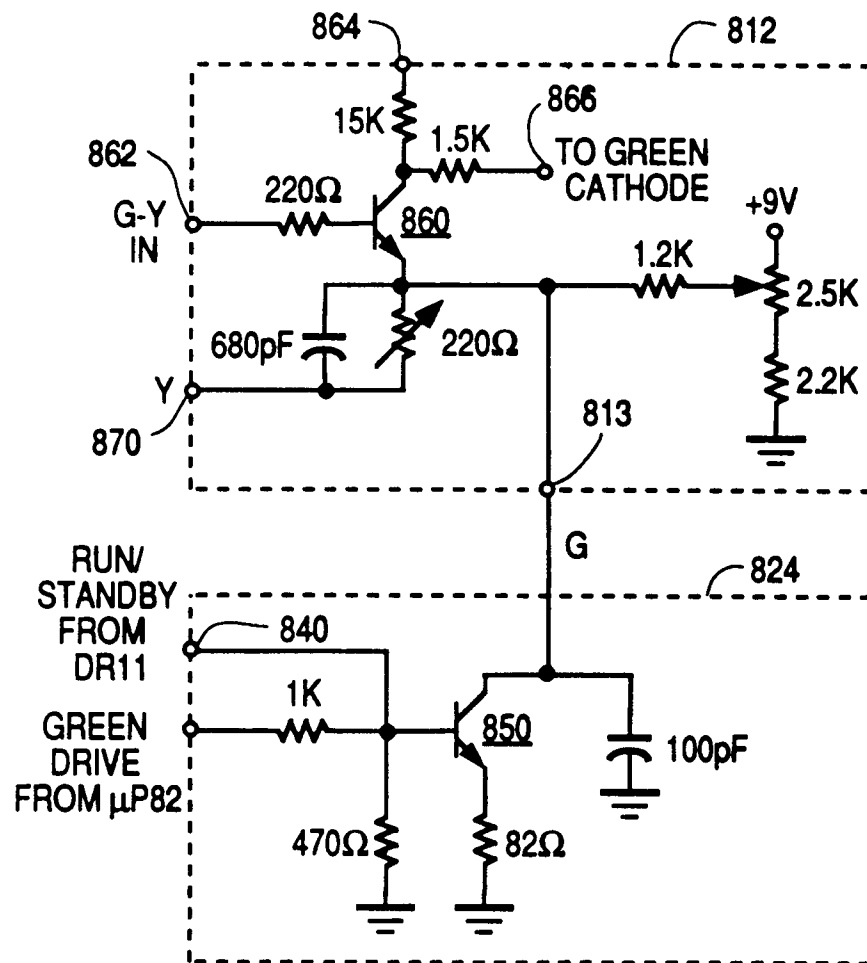 864
812
15K
866
1.5K
862
TO GREEN
CATHODE
220Ω
G-Y
IN
860
+9V
1.2K
2.5K
680pF
220Ω
Y
2.2K
870
813
G
RUN/
STANDBY
FROM
DR11
824
840
1K
GREEN
DRIVE
FROM µP82
850
100pF
470Ω
82Ω